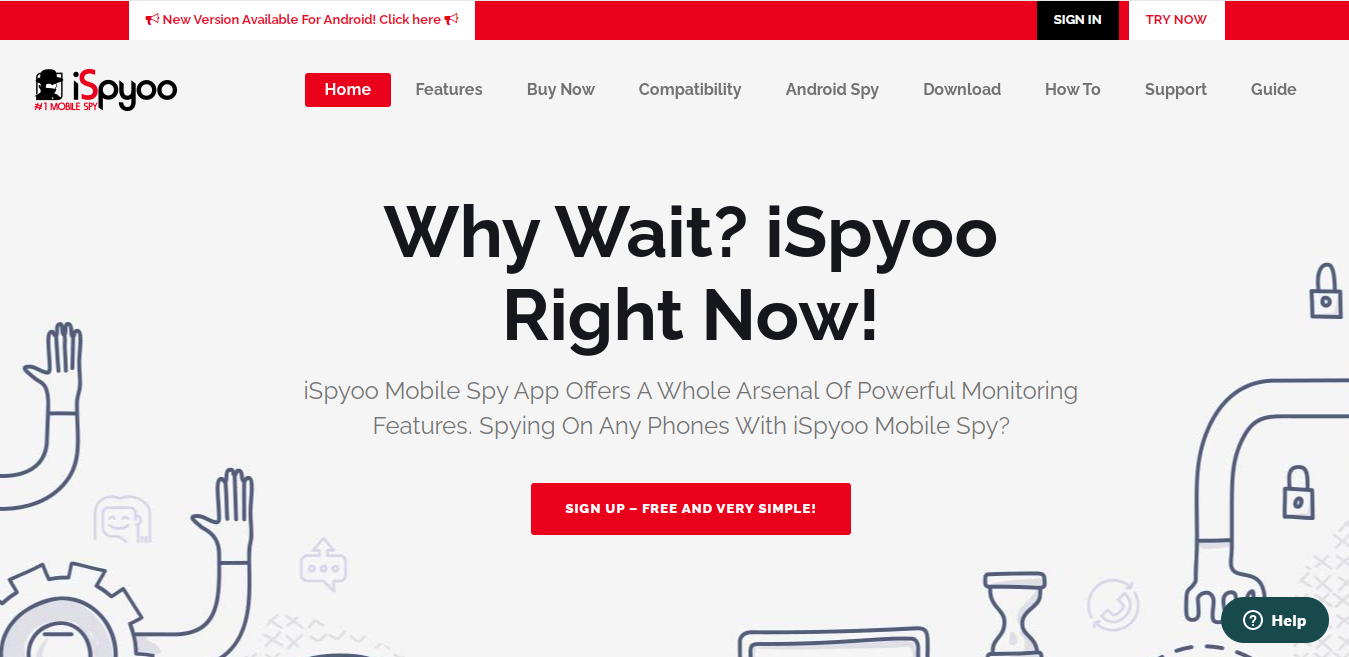 New Version Available For Android! Click here
SIGN IN
TRY NOW
iSpyoo
#1 MOBILE SPY
Home
Features
Buy Now
Compatibility
Android Spy
Download
How To
Support
Guide
Why Wait? iSpyoo
Right Now!
iSpyoo Mobile Spy App Offers A Whole Arsenal Of Powerful Monitoring
Features. Spying On Any Phones With iSpyoo Mobile Spy?
SIGN UP – FREE AND VERY SIMPLE!
Help